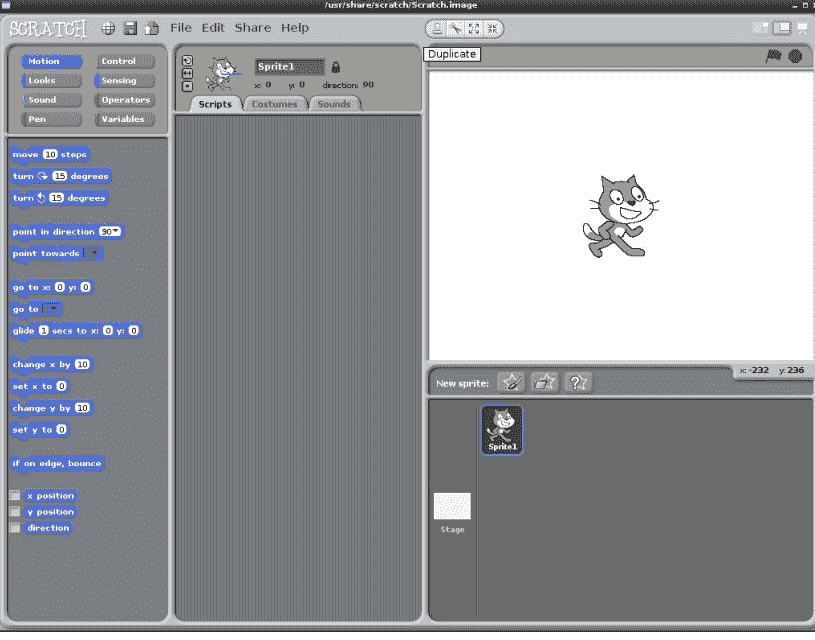 /usr/share/scratch/Scratch.image
SCRATCH File Edit Share Help
Duplicate
Motion Control
Looks Sensing
Sound Operators
Pen Variables
Sprite1
x: 0 y: 0 direction: 90
Scripts Costumes Sounds
move 10 steps
turn 15 degrees
turn 15 degrees
point in direction 90
point towards
go to x: 0 y: 0
go to
glide 1 secs to x: 0 y: 0
change x by 10
set x to 0
change y by 10
set y to 0
if on edge, bounce
x position
y position
direction
x: -232 y: 236
New sprite:
Sprite1
Stage